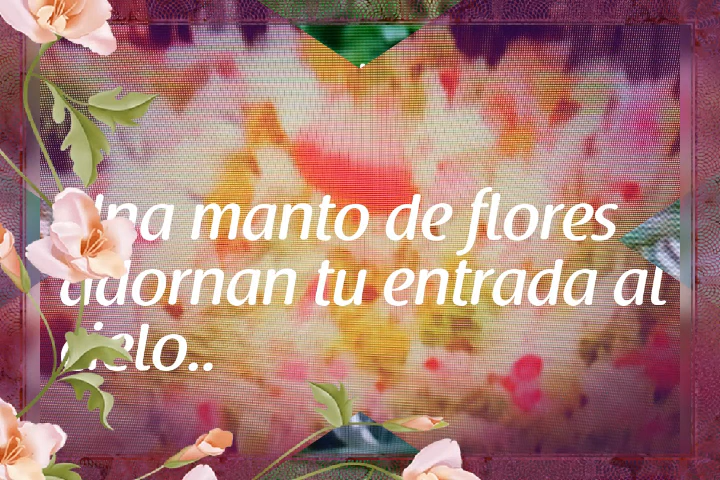 Una manto de flores
adornan tu entrada al
cielo..